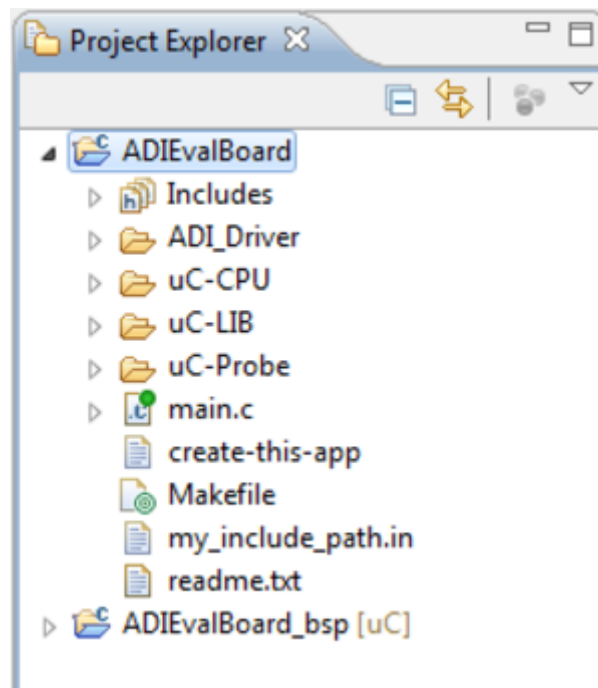 Project Explorer
ADIEvalBoard
Includes
ADI_Driver
uC-CPU
uC-LIB
uC-Probe
main.c
create-this-app
Makefile
my_include_path.in
readme.txt
ADIEvalBoard_bsp [uC]